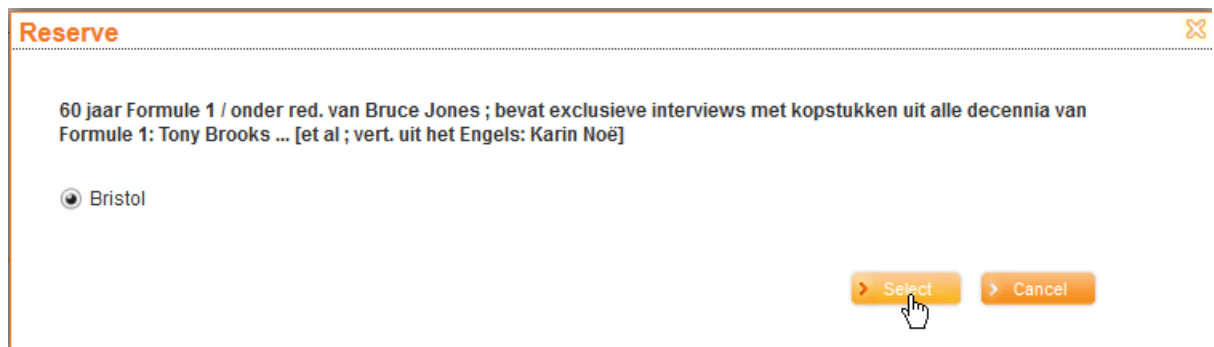 Reserve
60 jaar Formule 1 / onder red. van Bruce Jones ; bevat exclusieve interviews met kopstukken uit alle decennia van
Formule 1: Tony Brooks ... [et al ; vert. uit het Engels: Karin Noë]
Bristol
Select
Cancel